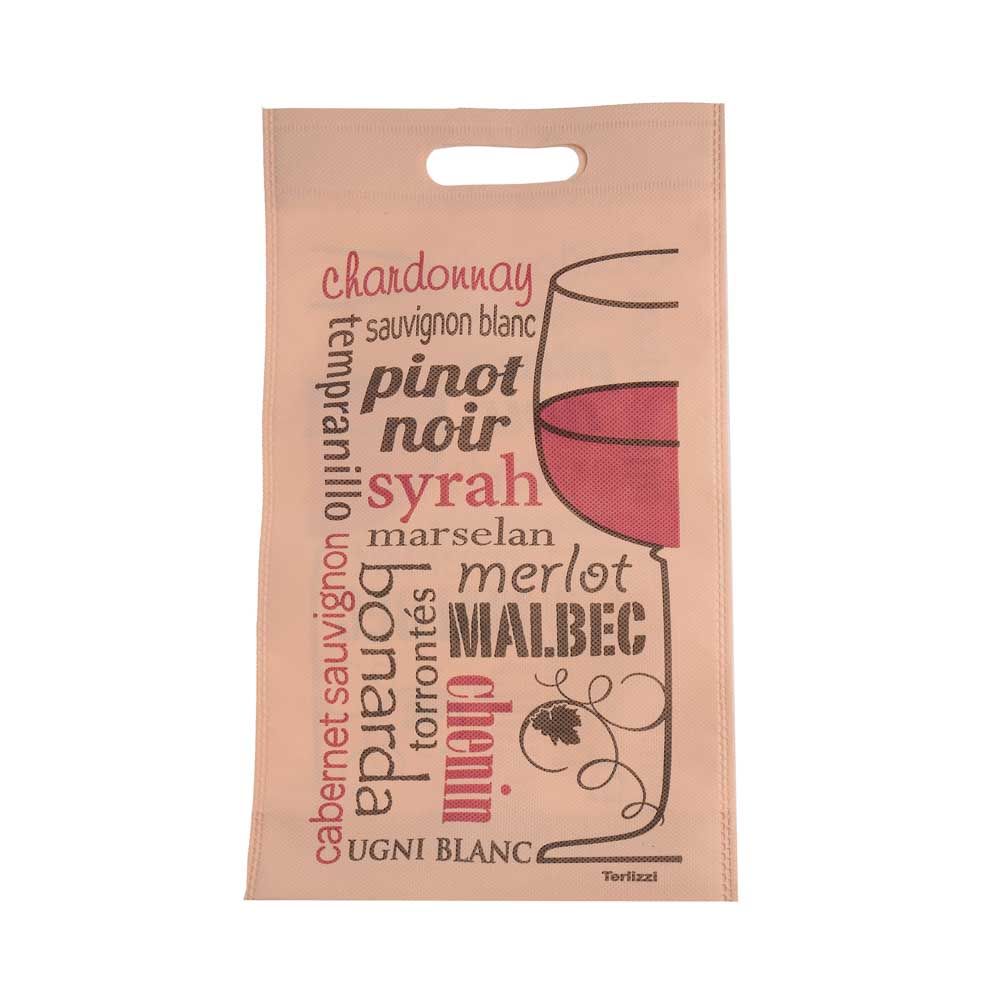 chardonnay
sauvignon blanc
tempranillo
pinot
noir
syrah
marselan
cabernet sauvignon
bonarda
torrontés
merlot
MALBEC
chenin
UGNI BLANC
Terlizzi